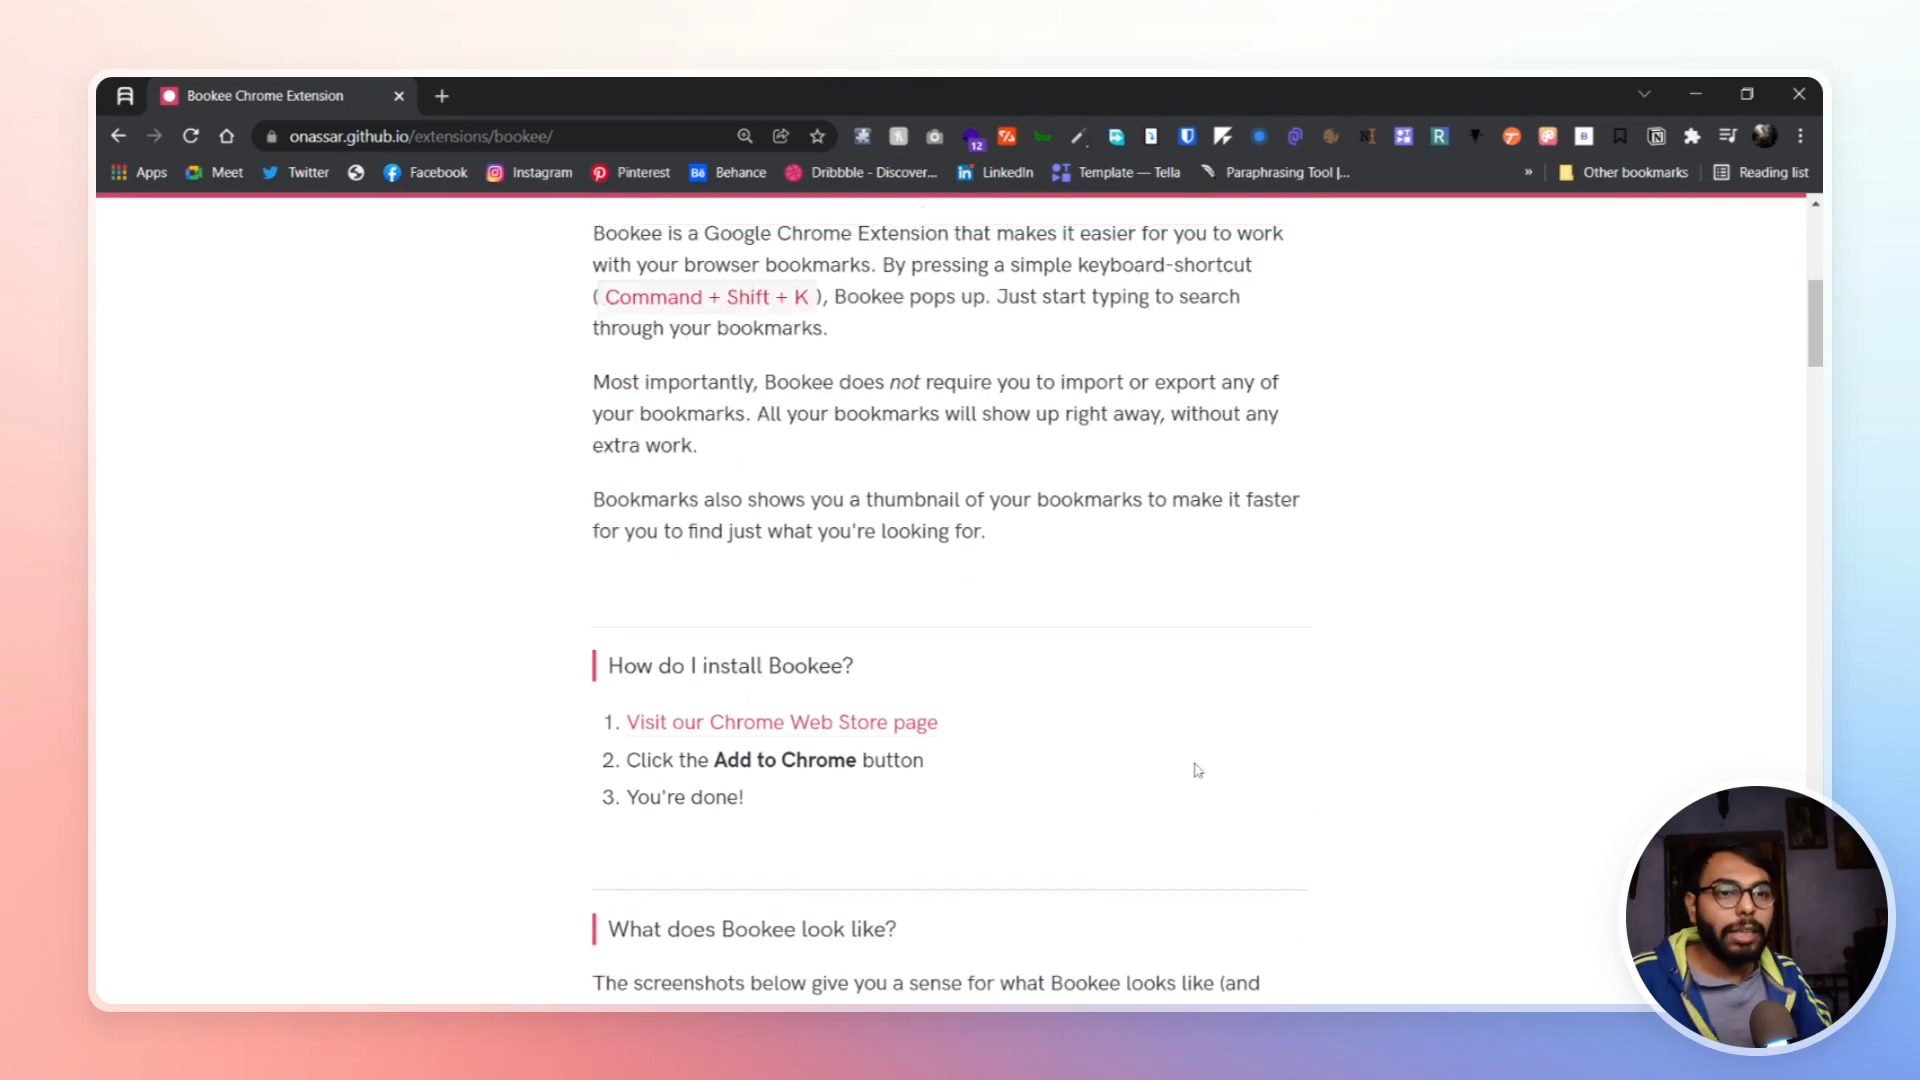 Bookee Chrome Extension
onassar.github.io/extensions/bookee/
12
Apps Meet Twitter Facebook Instagram Pinterest Behance Dribbble - Discover... LinkedIn Template — Tella Paraphrasing Tool |... » Other bookmarks Reading list
Bookee is a Google Chrome Extension that makes it easier for you to work
with your browser bookmarks. By pressing a simple keyboard-shortcut
( Command + Shift + K ), Bookee pops up. Just start typing to search
through your bookmarks.
Most importantly, Bookee does not require you to import or export any of
your bookmarks. All your bookmarks will show up right away, without any
extra work.
Bookmarks also shows you a thumbnail of your bookmarks to make it faster
for you to find just what you're looking for.
How do I install Bookee?
1. Visit our Chrome Web Store page
2. Click the Add to Chrome button
3. You're done!
What does Bookee look like?
The screenshots below give you a sense for what Bookee looks like (and